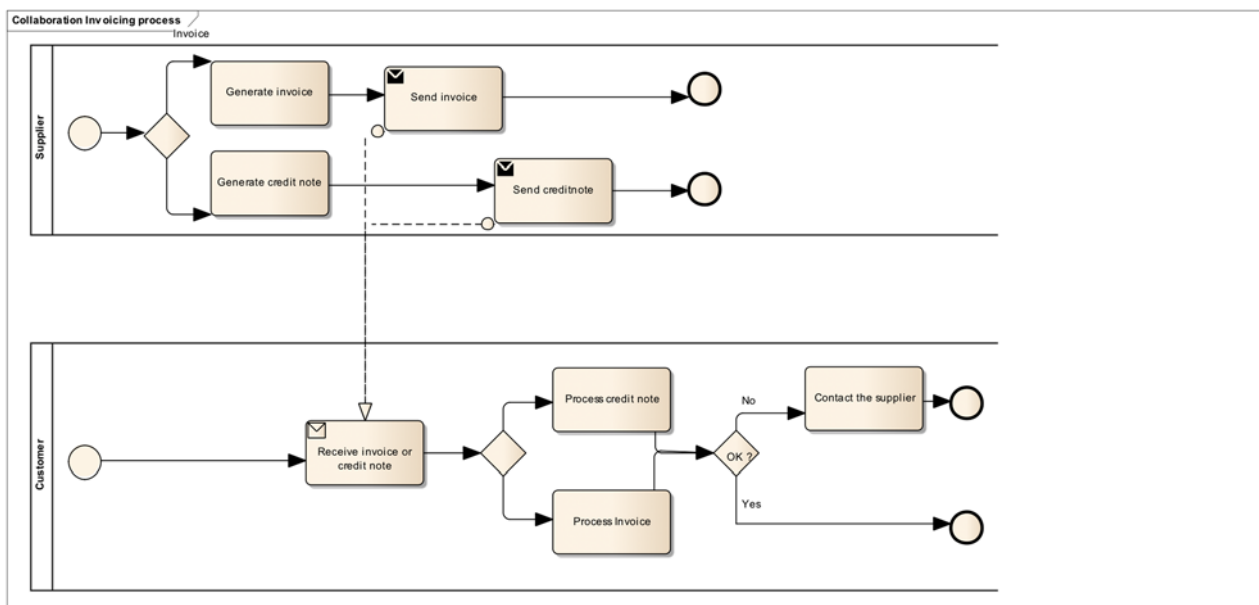 Collaboration Invoicing process
Invoice
Supplier
Generate invoice
Send invoice
Generate credit note
Send creditnote
Customer
Receive invoice or
credit note
Process credit note
Process Invoice
OK ?
No
Yes
Contact the supplier